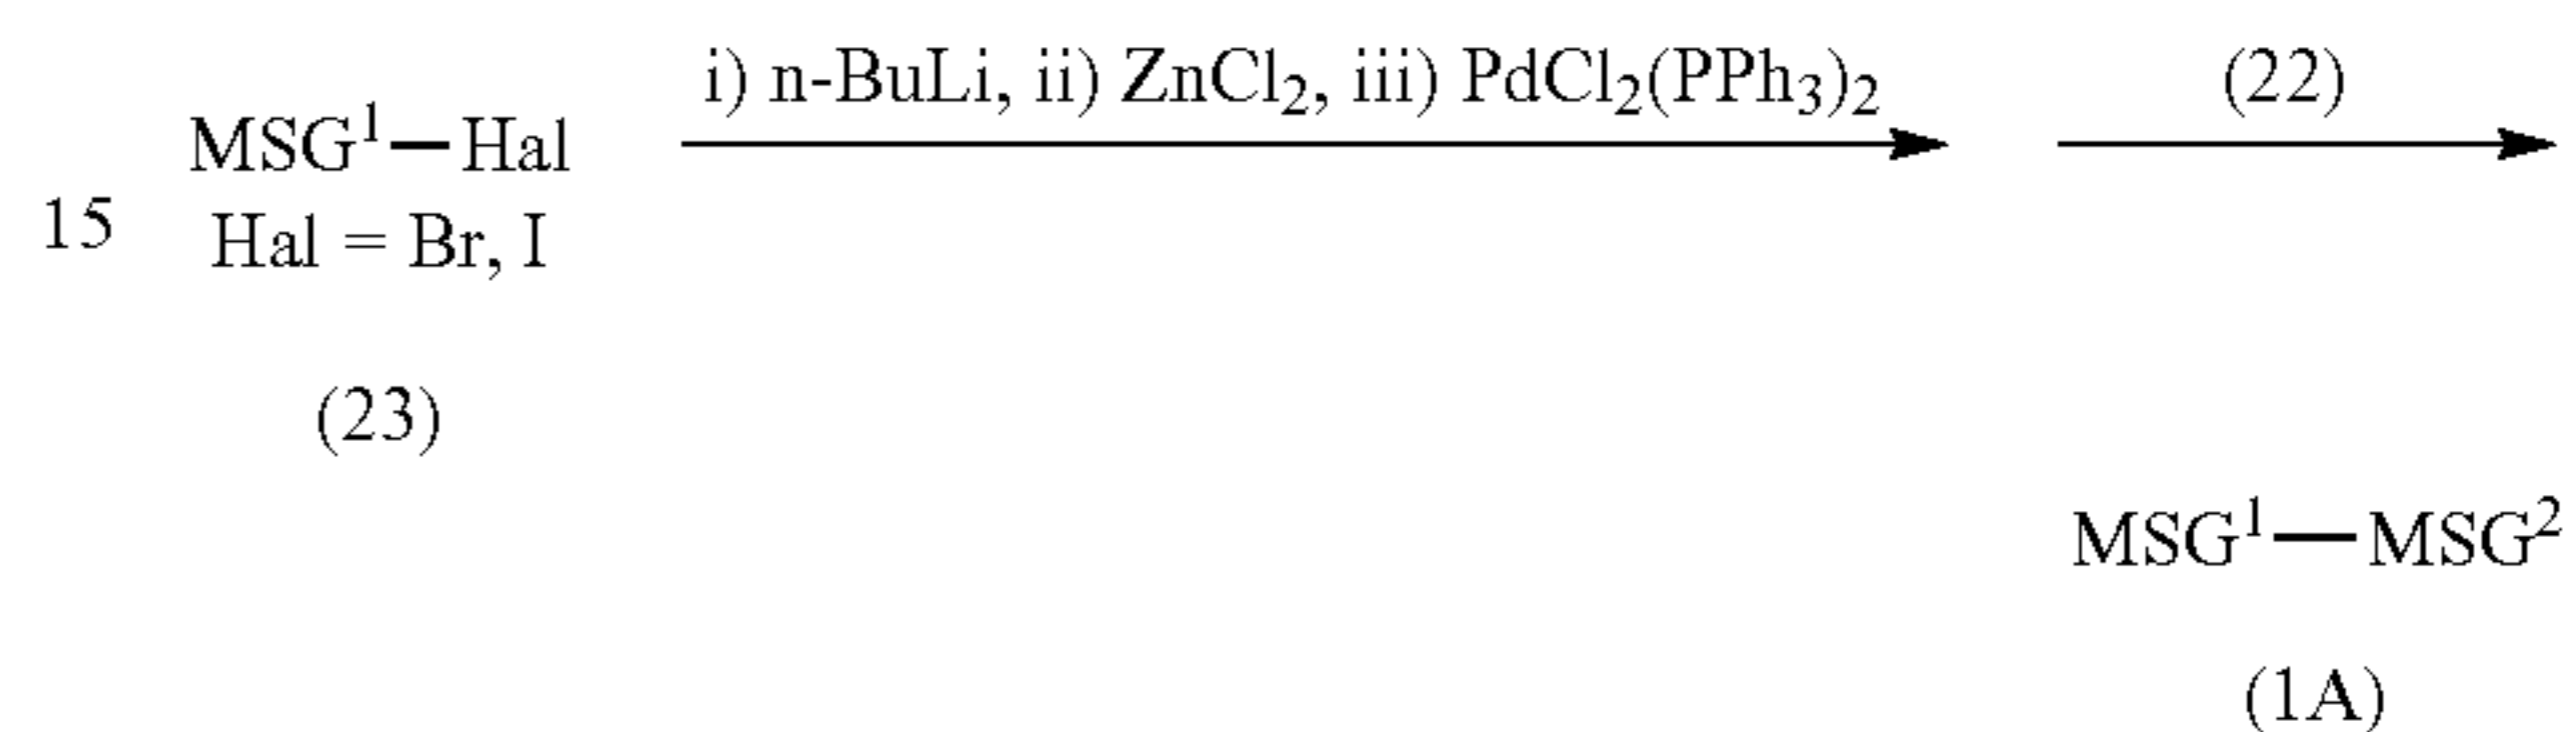 i) n-BuLi, ii) ZnCl₂, iii) PdCl₂(PPh₃)₂ (22)
MSG¹—Hal
15 Hal = Br, I
(23)
MSG¹—MSG²
(1A)